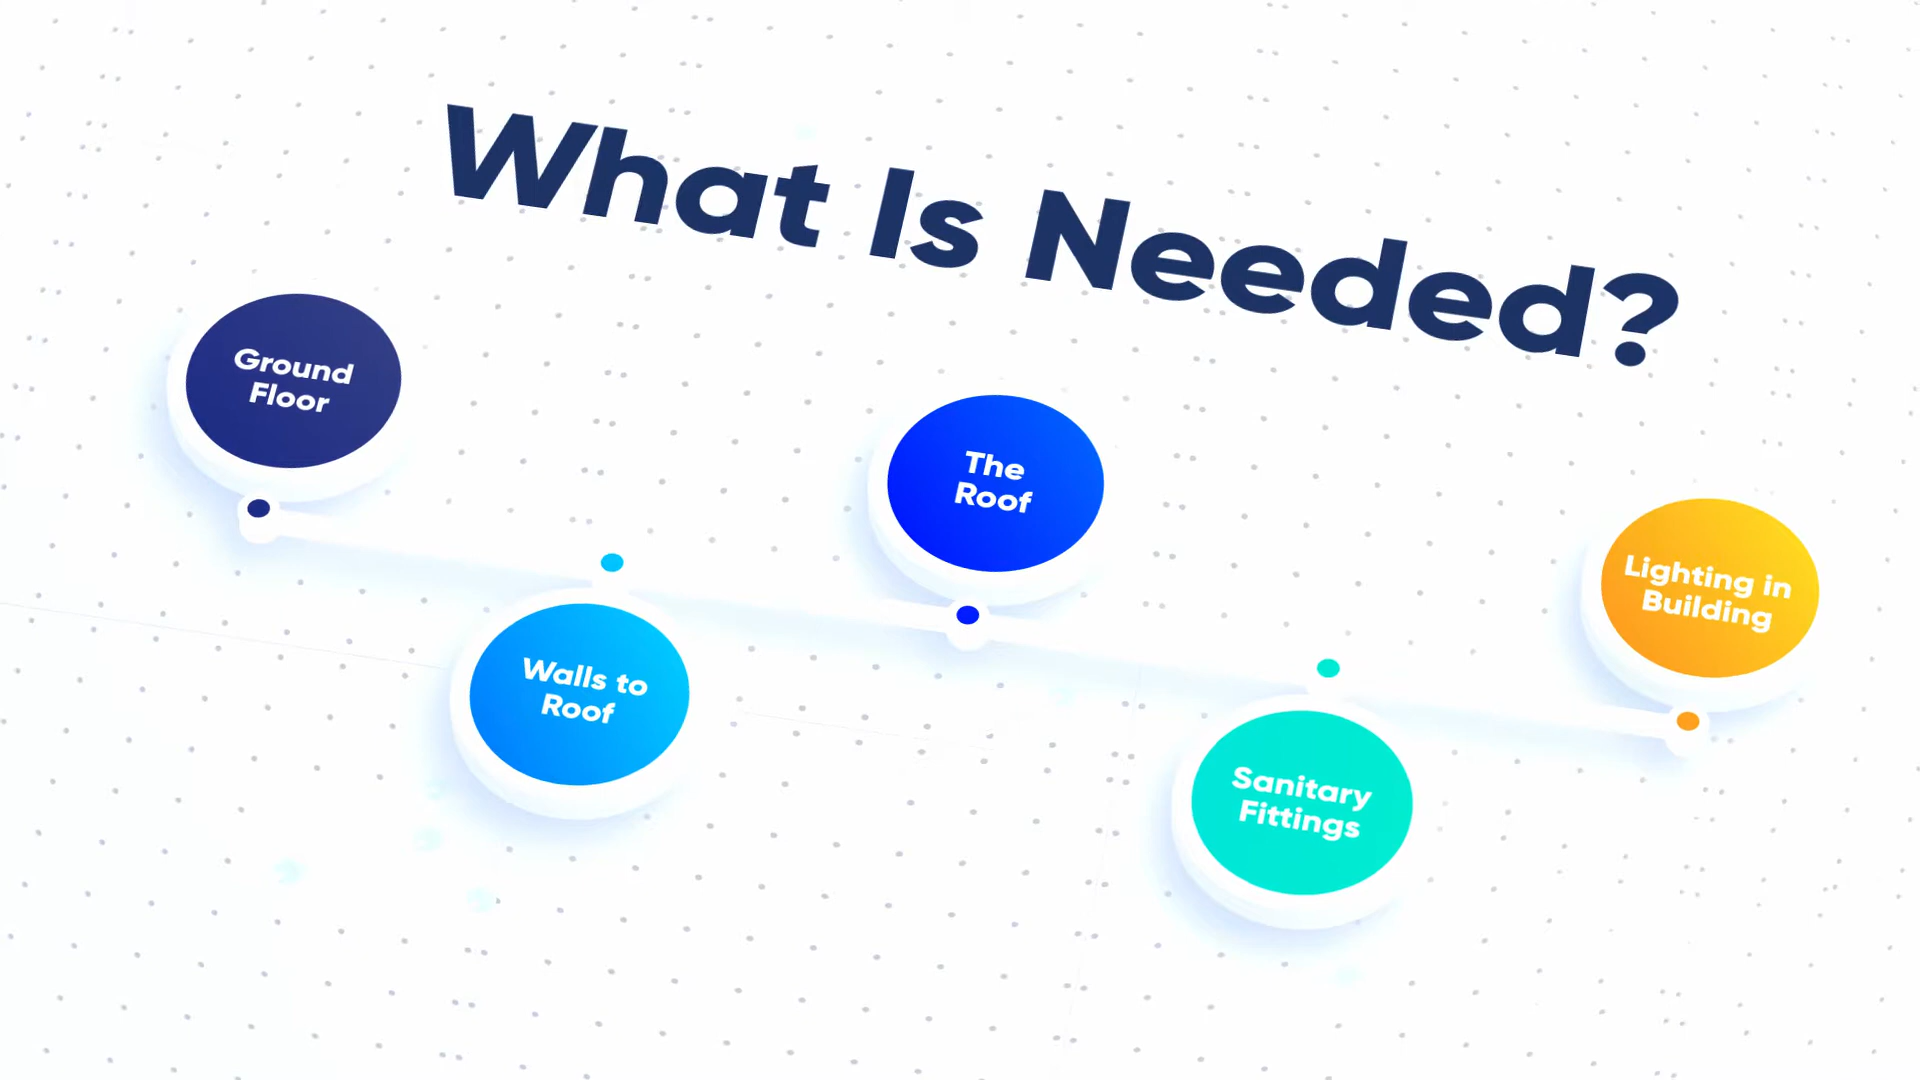 What Is Needed?
Ground
Floor
Walls to
Roof
The
Roof
Sanitary
Fittings
Lighting in
Building